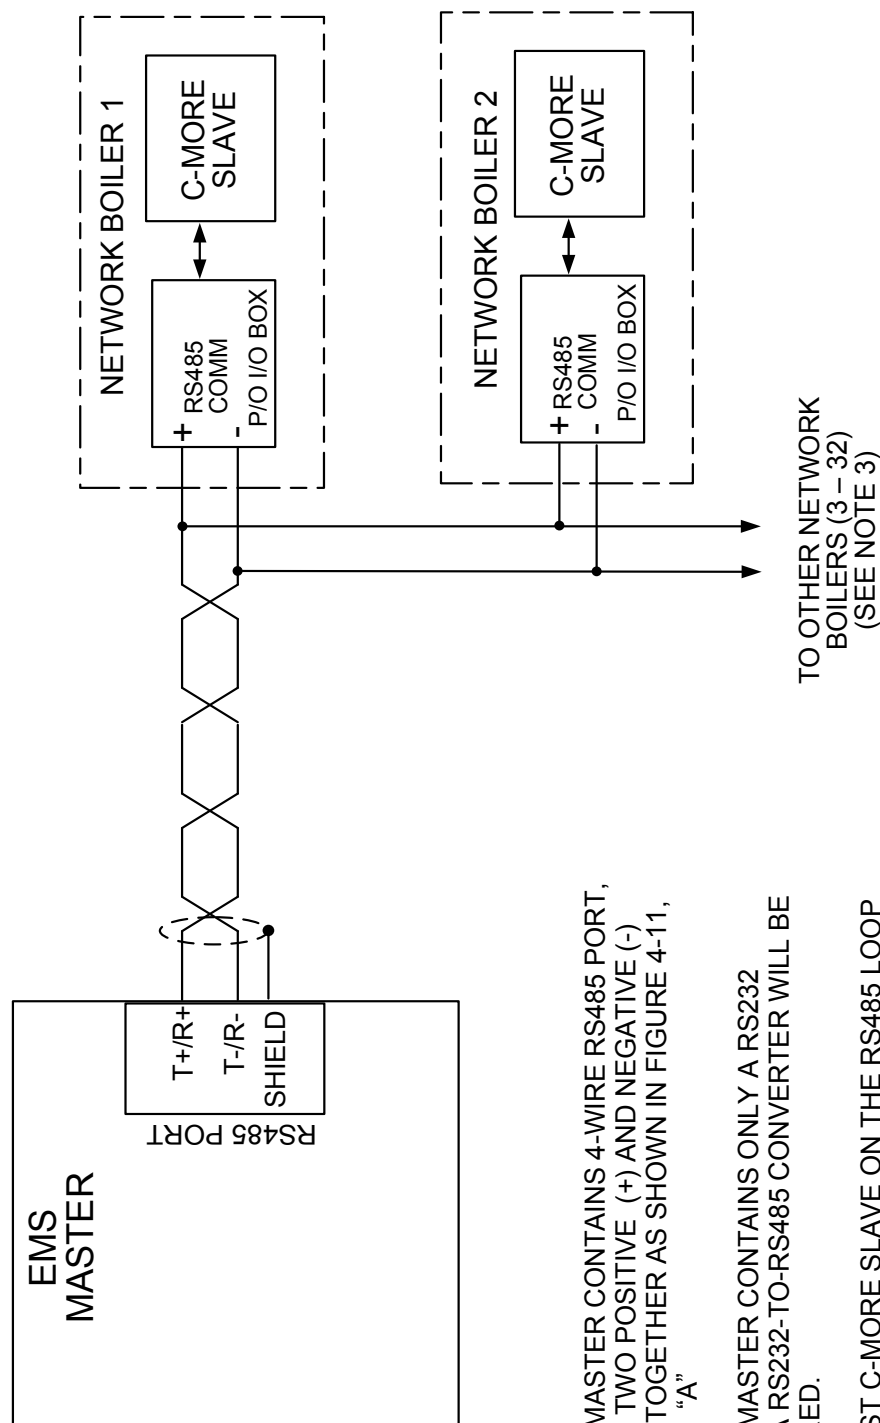 EMS
MASTER
RS485 PORT
T+/R+
T-/R-
SHIELD
NETWORK BOILER 1
+ RS485
COMM
-
P/O I/O BOX
C-MORE
SLAVE
NETWORK BOILER 2
+ RS485
COMM
-
P/O I/O BOX
C-MORE
SLAVE
TO OTHER NETWORK
BOILERS (3 – 32)
(SEE NOTE 3)
MASTER CONTAINS 4-WIRE RS485 PORT,
TWO POSITIVE (+) AND NEGATIVE (-)
TOGETHER AS SHOWN IN FIGURE 4-11,
“A”
MASTER CONTAINS ONLY A RS232
A RS232-TO-RS485 CONVERTER WILL BE
C-MORE SLAVE ON THE RS485 LOOP